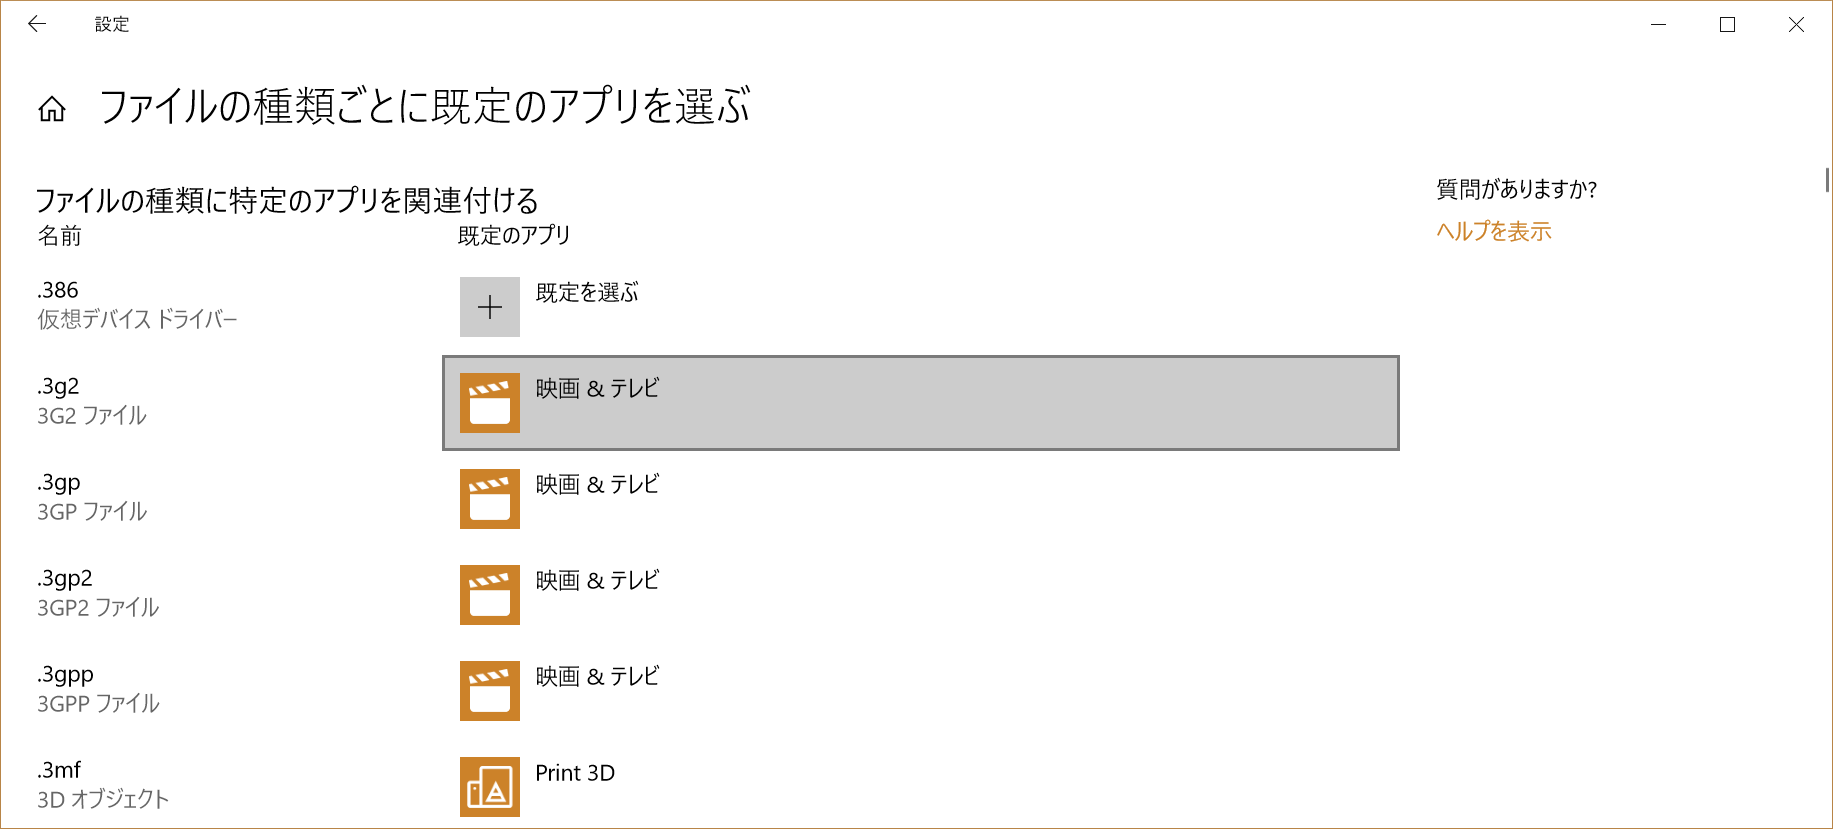 設定
ファイルの種類ごとに既定のアプリを選ぶ
ファイルの種類に特定のアプリを関連付ける
名前
既定のアプリ
.386
仮想デバイス ドライバー
既定を選ぶ
.3g2
3G2 ファイル
映画 & テレビ
.3gp
3GP ファイル
映画 & テレビ
.3gp2
3GP2 ファイル
映画 & テレビ
.3gpp
3GPP ファイル
映画 & テレビ
.3mf
3D オブジェクト
Print 3D
質問がありますか?
ヘルプを表示